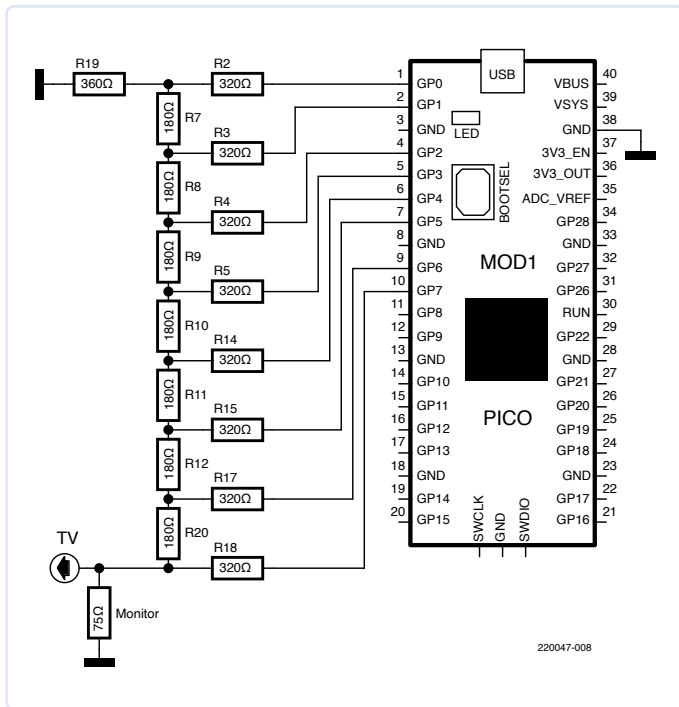 R19
360Ω
R2
320Ω
180Ω
R7
R3
320Ω
180Ω
R8
R4
320Ω
180Ω
R9
R5
320Ω
180Ω
R10
R14
320Ω
180Ω
R11
R15
320Ω
180Ω
R12
R17
320Ω
180Ω
R20
R18
320Ω
TV
75Ω
Monitor
1 GP0
2 GP1
3 GND
4 GP2
5 GP3
6 GP4
7 GP5
8 GND
9 GP6
10 GP7
11 GP8
12 GP9
13 GND
14 GP10
15 GP11
16 GP12
17 GP13
18 GND
19 GP14
20 GP15
USB
LED
BOOTSEL
MOD1
PICO
SWCLK
GND
SWDIO
VBUS 40
VSYS 39
GND 38
3V3_EN 37
3V3_OUT 36
ADC_VREF 35
GP28 34
GND 33
GP27 32
GP26 31
RUN 30
GP22 29
GND 28
GP21 27
GP20 26
GP19 25
GP18 24
GND 23
GP17 22
GP16 21
220047-008